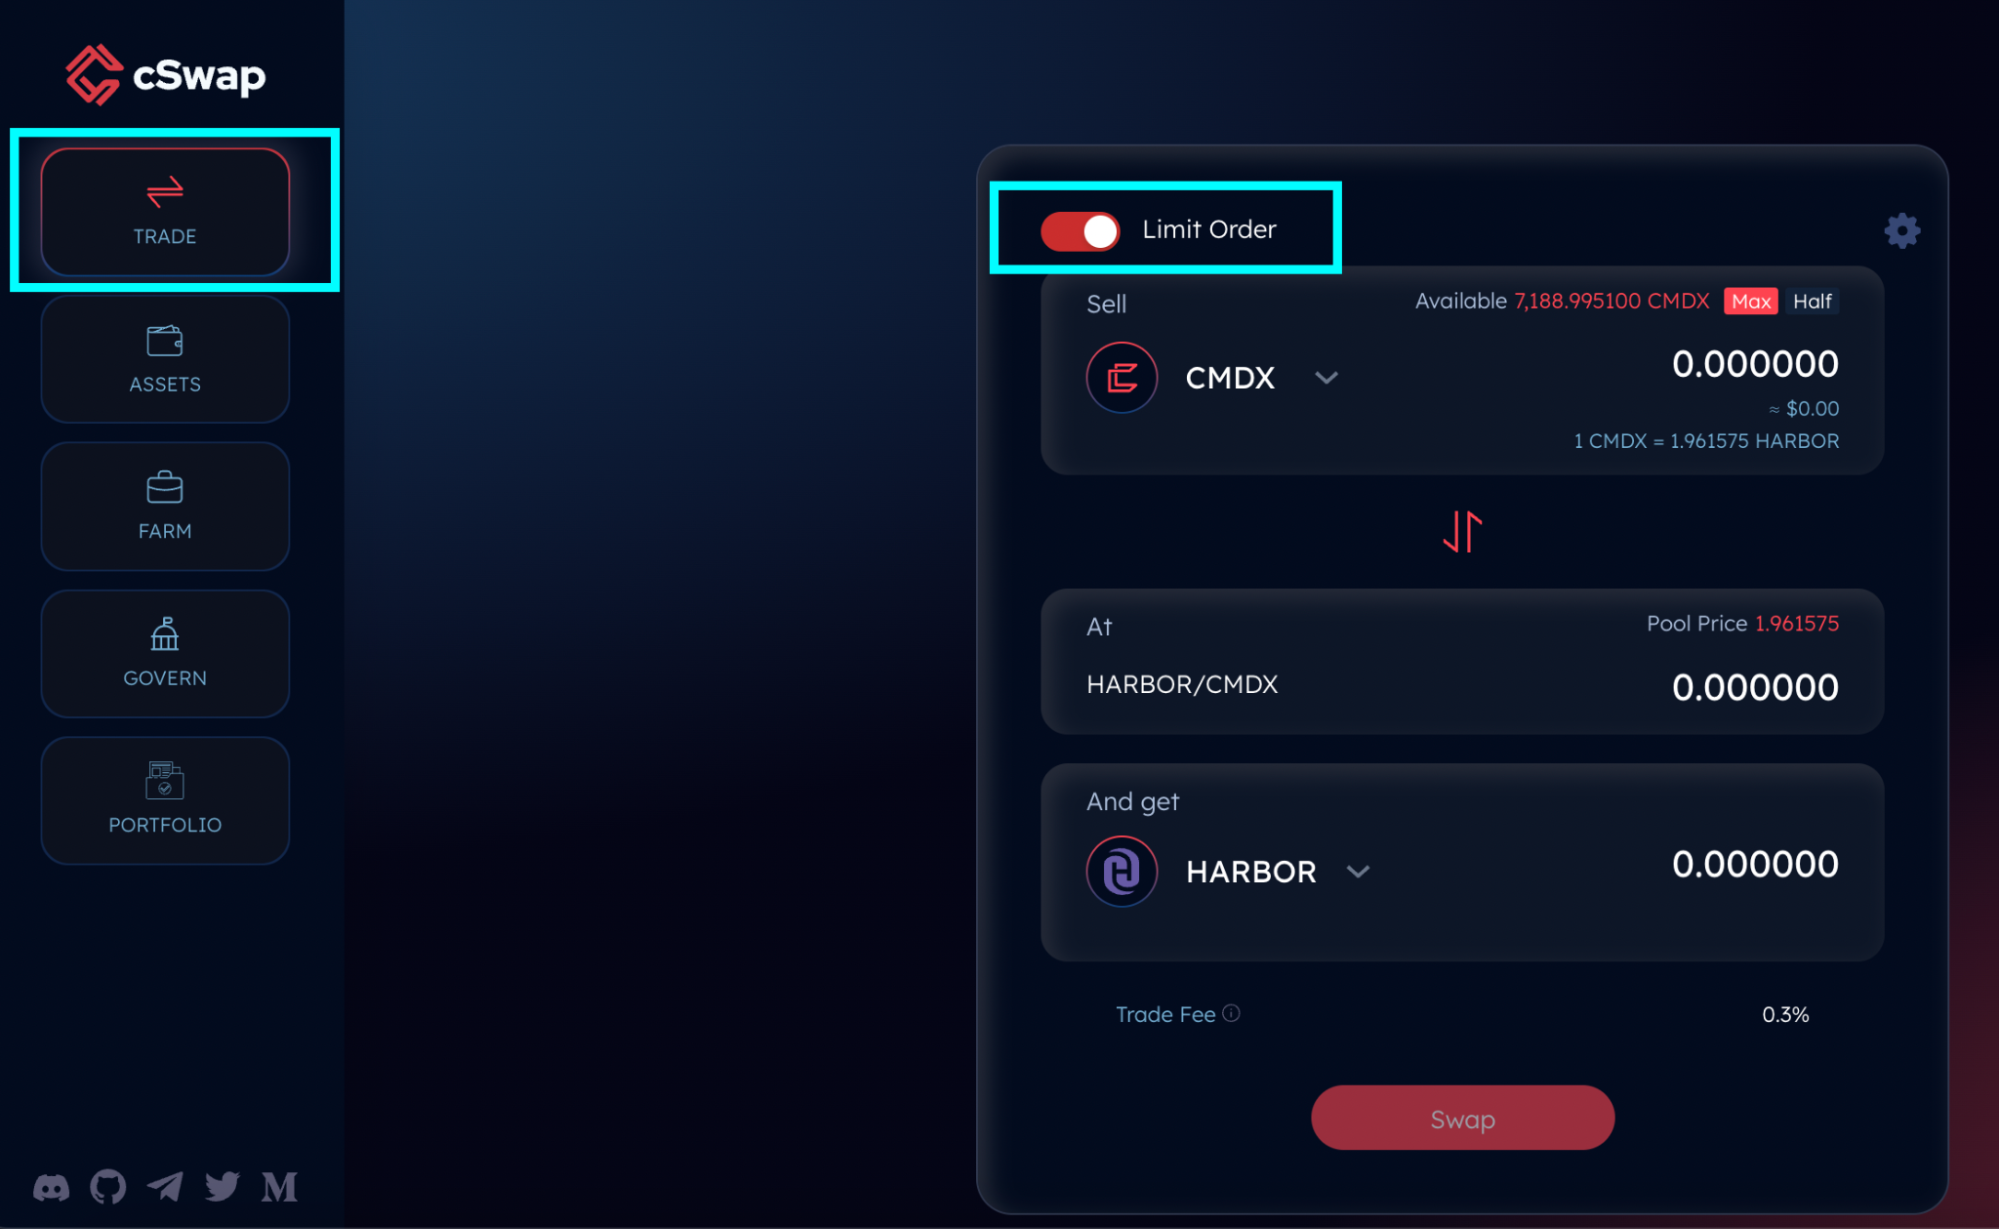 cSwap
TRADE
ASSETS
FARM
GOVERN
PORTFOLIO
Limit Order
Sell
Available 7,188.995100 CMDX Max Half
CMDX
0.000000
≈ $0.00
1 CMDX = 1.961575 HARBOR
At
Pool Price 1.961575
HARBOR/CMDX
0.000000
And get
HARBOR
0.000000
Trade Fee
0.3%
Swap